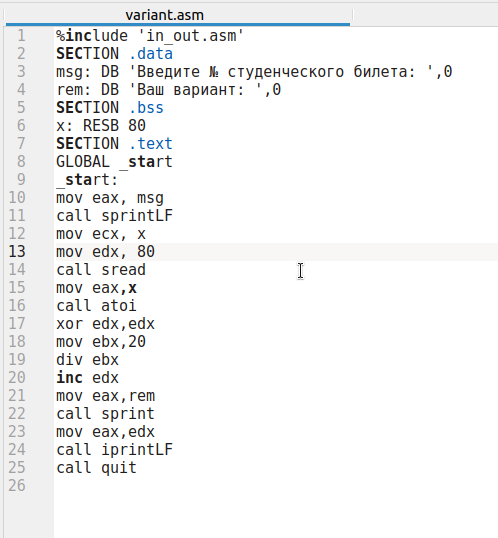 variant.asm
1 %include 'in_out.asm'
2 SECTION .data
3 msg: DB 'Введите № студенческого билета: ',0
4 rem: DB 'Ваш вариант: ',0
5 SECTION .bss
6 x: RESB 80
7 SECTION .text
8 GLOBAL _start
9 _start:
10 mov eax, msg
11 call sprintLF
12 mov ecx, x
13 mov edx, 80
14 call sread
15 mov eax,x
16 call atoi
17 xor edx,edx
18 mov ebx,20
19 div ebx
20 inc edx
21 mov eax,rem
22 call sprint
23 mov eax,edx
24 call iprintLF
25 call quit
26